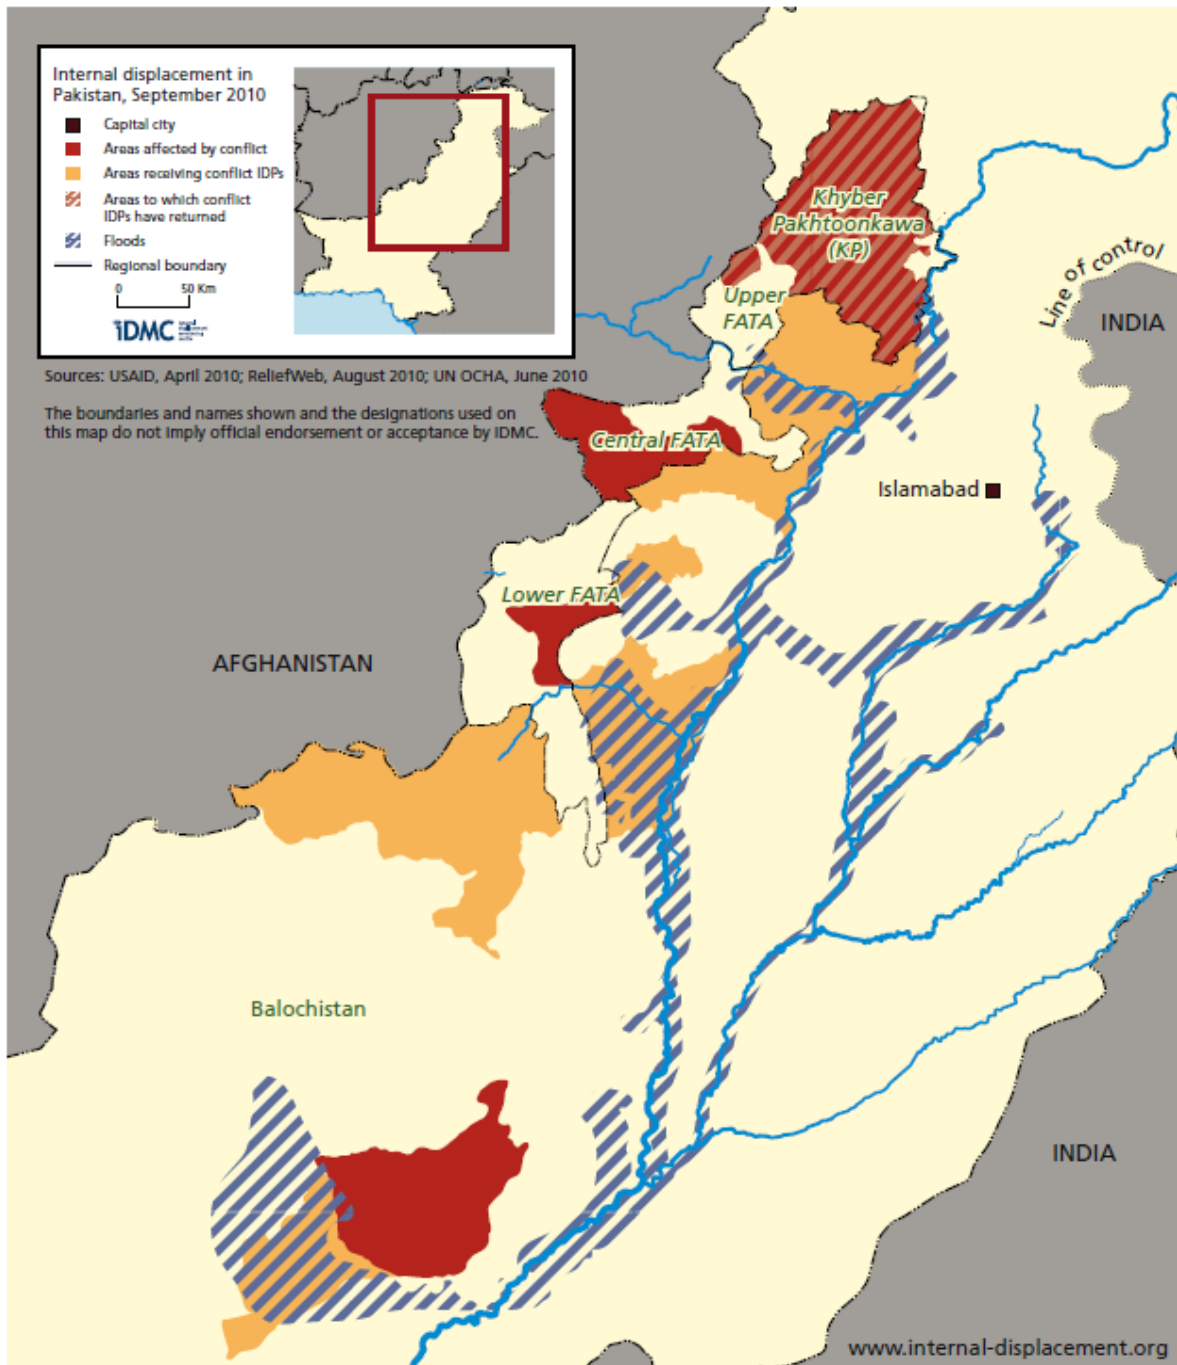 Internal displacement in
Pakistan, September 2010
Capital city
Areas affected by conflict
Areas receiving conflict IDPs
Areas to which conflict
IDPs have returned
Floods
Regional boundary
0 50 Km
iDMC
Sources: USAID, April 2010; ReliefWeb, August 2010; UN OCHA, June 2010
The boundaries and names shown and the designations used on
this map do not imply official endorsement or acceptance by IDMC.
Khyber
Pakhtoonkawa
(KP)
Upper
FATA
Line of control
INDIA
Central FATA
Islamabad
Lower FATA
AFGHANISTAN
Balochistan
INDIA
www.internal-displacement.org